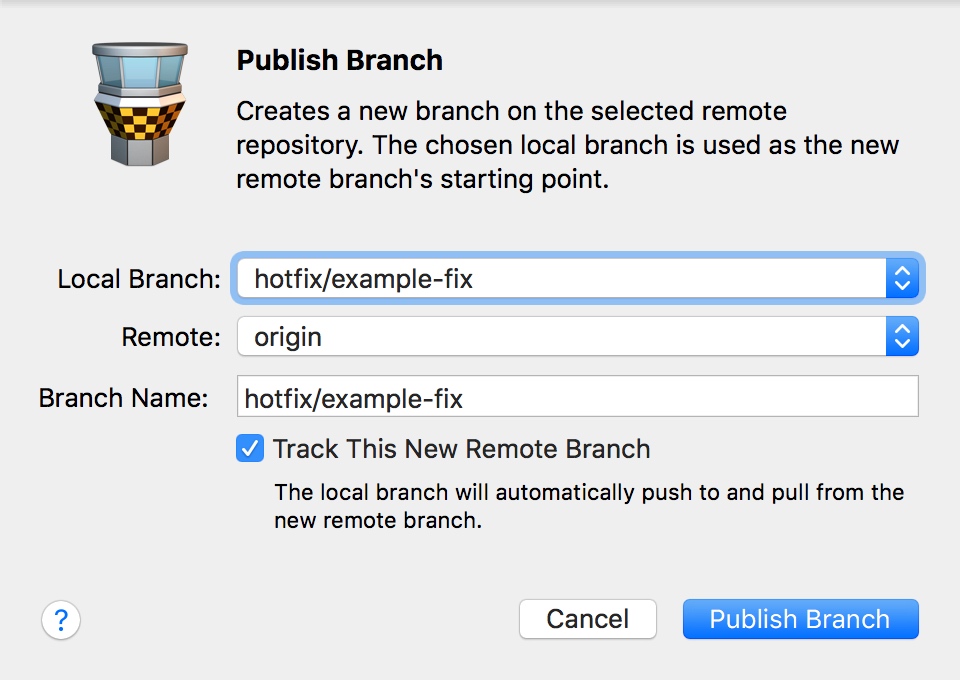 Publish Branch
Creates a new branch on the selected remote
repository. The chosen local branch is used as the new
remote branch's starting point.
Local Branch: hotfix/example-fix
Remote: origin
Branch Name: hotfix/example-fix
Track This New Remote Branch
The local branch will automatically push to and pull from the
new remote branch.
? Cancel Publish Branch